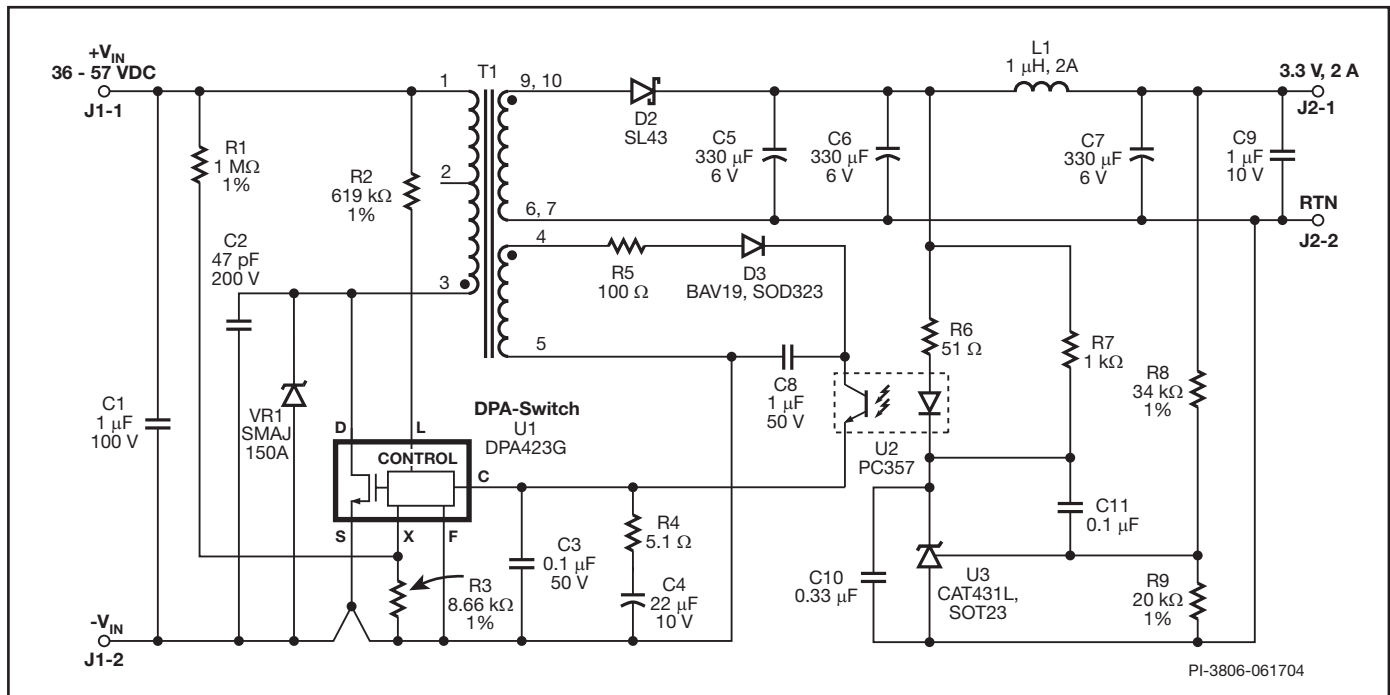 +V_IN
36 - 57 VDC
J1-1
R1
1 MΩ
1%
R2
619 kΩ
1%
1
2
3
T1
9, 10
6, 7
4
5
D2
SL43
C5
330 μF
6 V
C6
330 μF
6 V
L1
1 μH, 2A
C7
330 μF
6 V
C9
1 μF
10 V
3.3 V, 2 A
J2-1
RTN
J2-2
C2
47 pF
200 V
R5
100 Ω
D3
BAV19, SOD323
R6
51 Ω
R7
1 kΩ
R8
34 kΩ
1%
C1
1 μF
100 V
VR1
SMAJ
150A
DPA-Switch
U1
DPA423G
D
L
CONTROL
C
S
X
F
C8
1 μF
50 V
U2
PC357
R3
8.66 kΩ
1%
C3
0.1 μF
50 V
R4
5.1 Ω
C4
22 μF
10 V
C11
0.1 μF
C10
0.33 μF
U3
CAT431L,
SOT23
R9
20 kΩ
1%
-V_IN
J1-2
PI-3806-061704